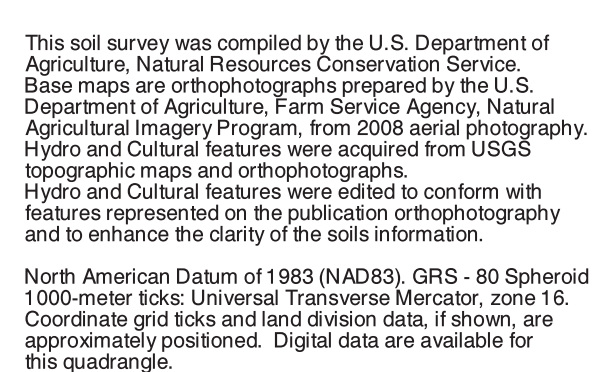 This soil survey was compiled by the U.S. Department of
Agriculture, Natural Resources Conservation Service.
Base maps are orthophotographs prepared by the U.S.
Department of Agriculture, Farm Service Agency, Natural
Agricultural Imagery Program, from 2008 aerial photography.
Hydro and Cultural features were acquired from USGS
topographic maps and orthophotographs.
Hydro and Cultural features were edited to conform with
features represented on the publication orthophotography
and to enhance the clarity of the soils information.

North American Datum of 1983 (NAD83). GRS - 80 Spheroid
1000-meter ticks: Universal Transverse Mercator, zone 16.
Coordinate grid ticks and land division data, if shown, are
approximately positioned.  Digital data are available for
this quadrangle.